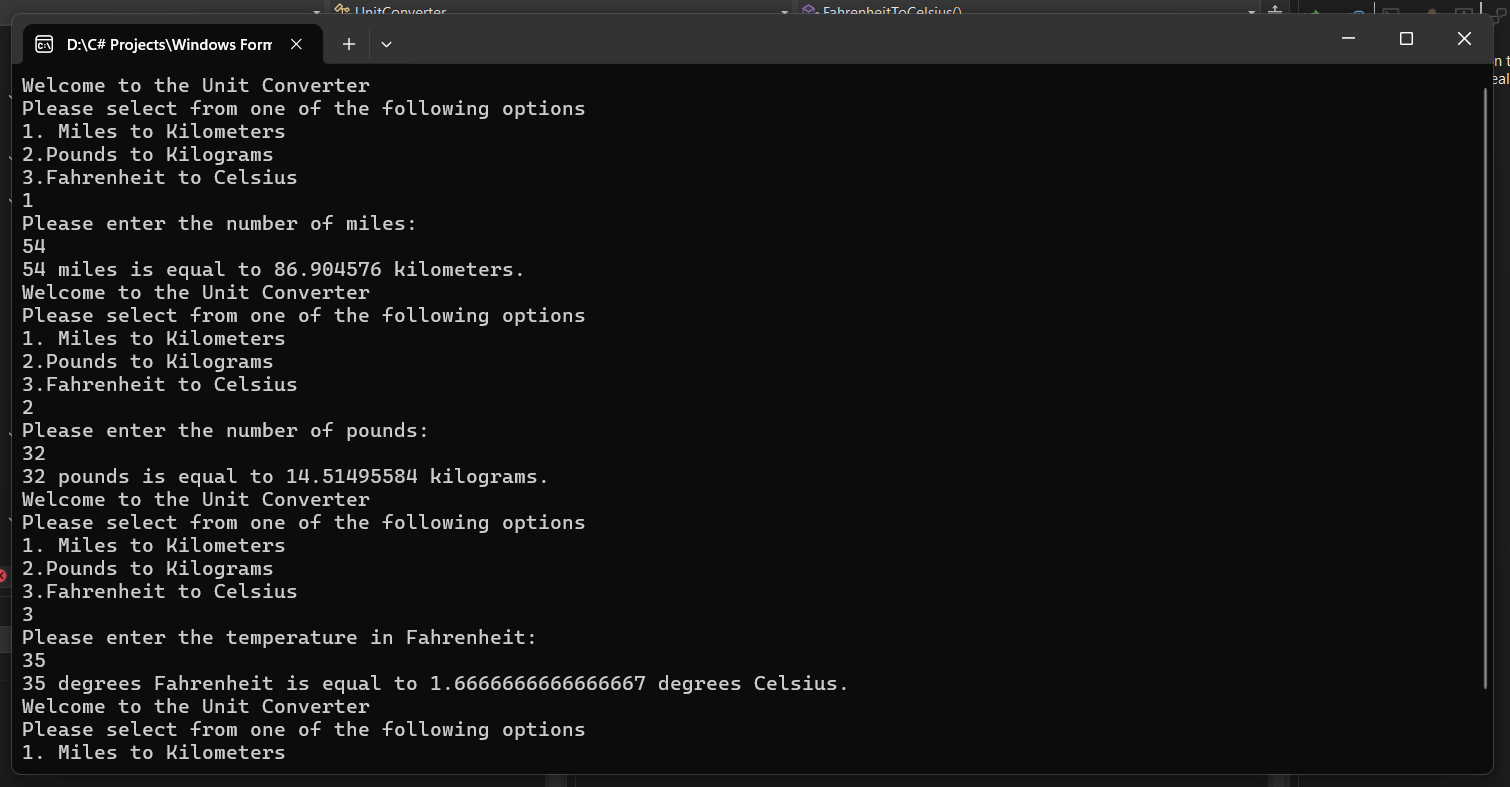 UnitConverter
FahrenheitToCelsius()
D:\C# Projects\Windows Form
Welcome to the Unit Converter
Please select from one of the following options
1. Miles to Kilometers
2.Pounds to Kilograms
3.Fahrenheit to Celsius
1
Please enter the number of miles:
54
54 miles is equal to 86.904576 kilometers.
Welcome to the Unit Converter
Please select from one of the following options
1. Miles to Kilometers
2.Pounds to Kilograms
3.Fahrenheit to Celsius
2
Please enter the number of pounds:
32
32 pounds is equal to 14.51495584 kilograms.
Welcome to the Unit Converter
Please select from one of the following options
1. Miles to Kilometers
2.Pounds to Kilograms
3.Fahrenheit to Celsius
3
Please enter the temperature in Fahrenheit:
35
35 degrees Fahrenheit is equal to 1.6666666666666667 degrees Celsius.
Welcome to the Unit Converter
Please select from one of the following options
1. Miles to Kilometers